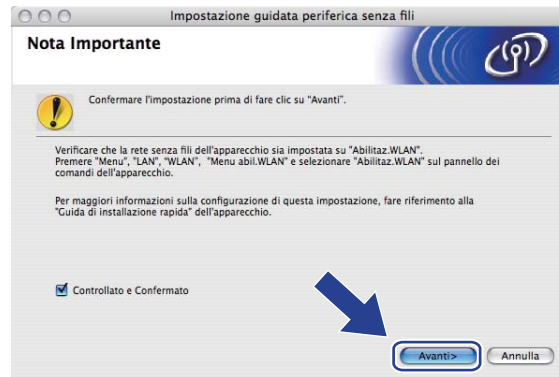 Impostazione guidata periferica senza fili
Nota Importante
Confermare l'impostazione prima di fare clic su "Avanti".
Verificare che la rete senza fili dell'apparecchio sia impostata su "Abilitaz.WLAN".
Premere "Menu", "LAN", "WLAN", "Menu abil.WLAN" e selezionare "Abilitaz.WLAN" sul pannello dei
comandi dell'apparecchio.
Per maggiori informazioni sulla configurazione di questa impostazione, fare riferimento alla
"Guida di installazione rapida" dell'apparecchio.
Controllato e Confermato
Avanti> Annulla